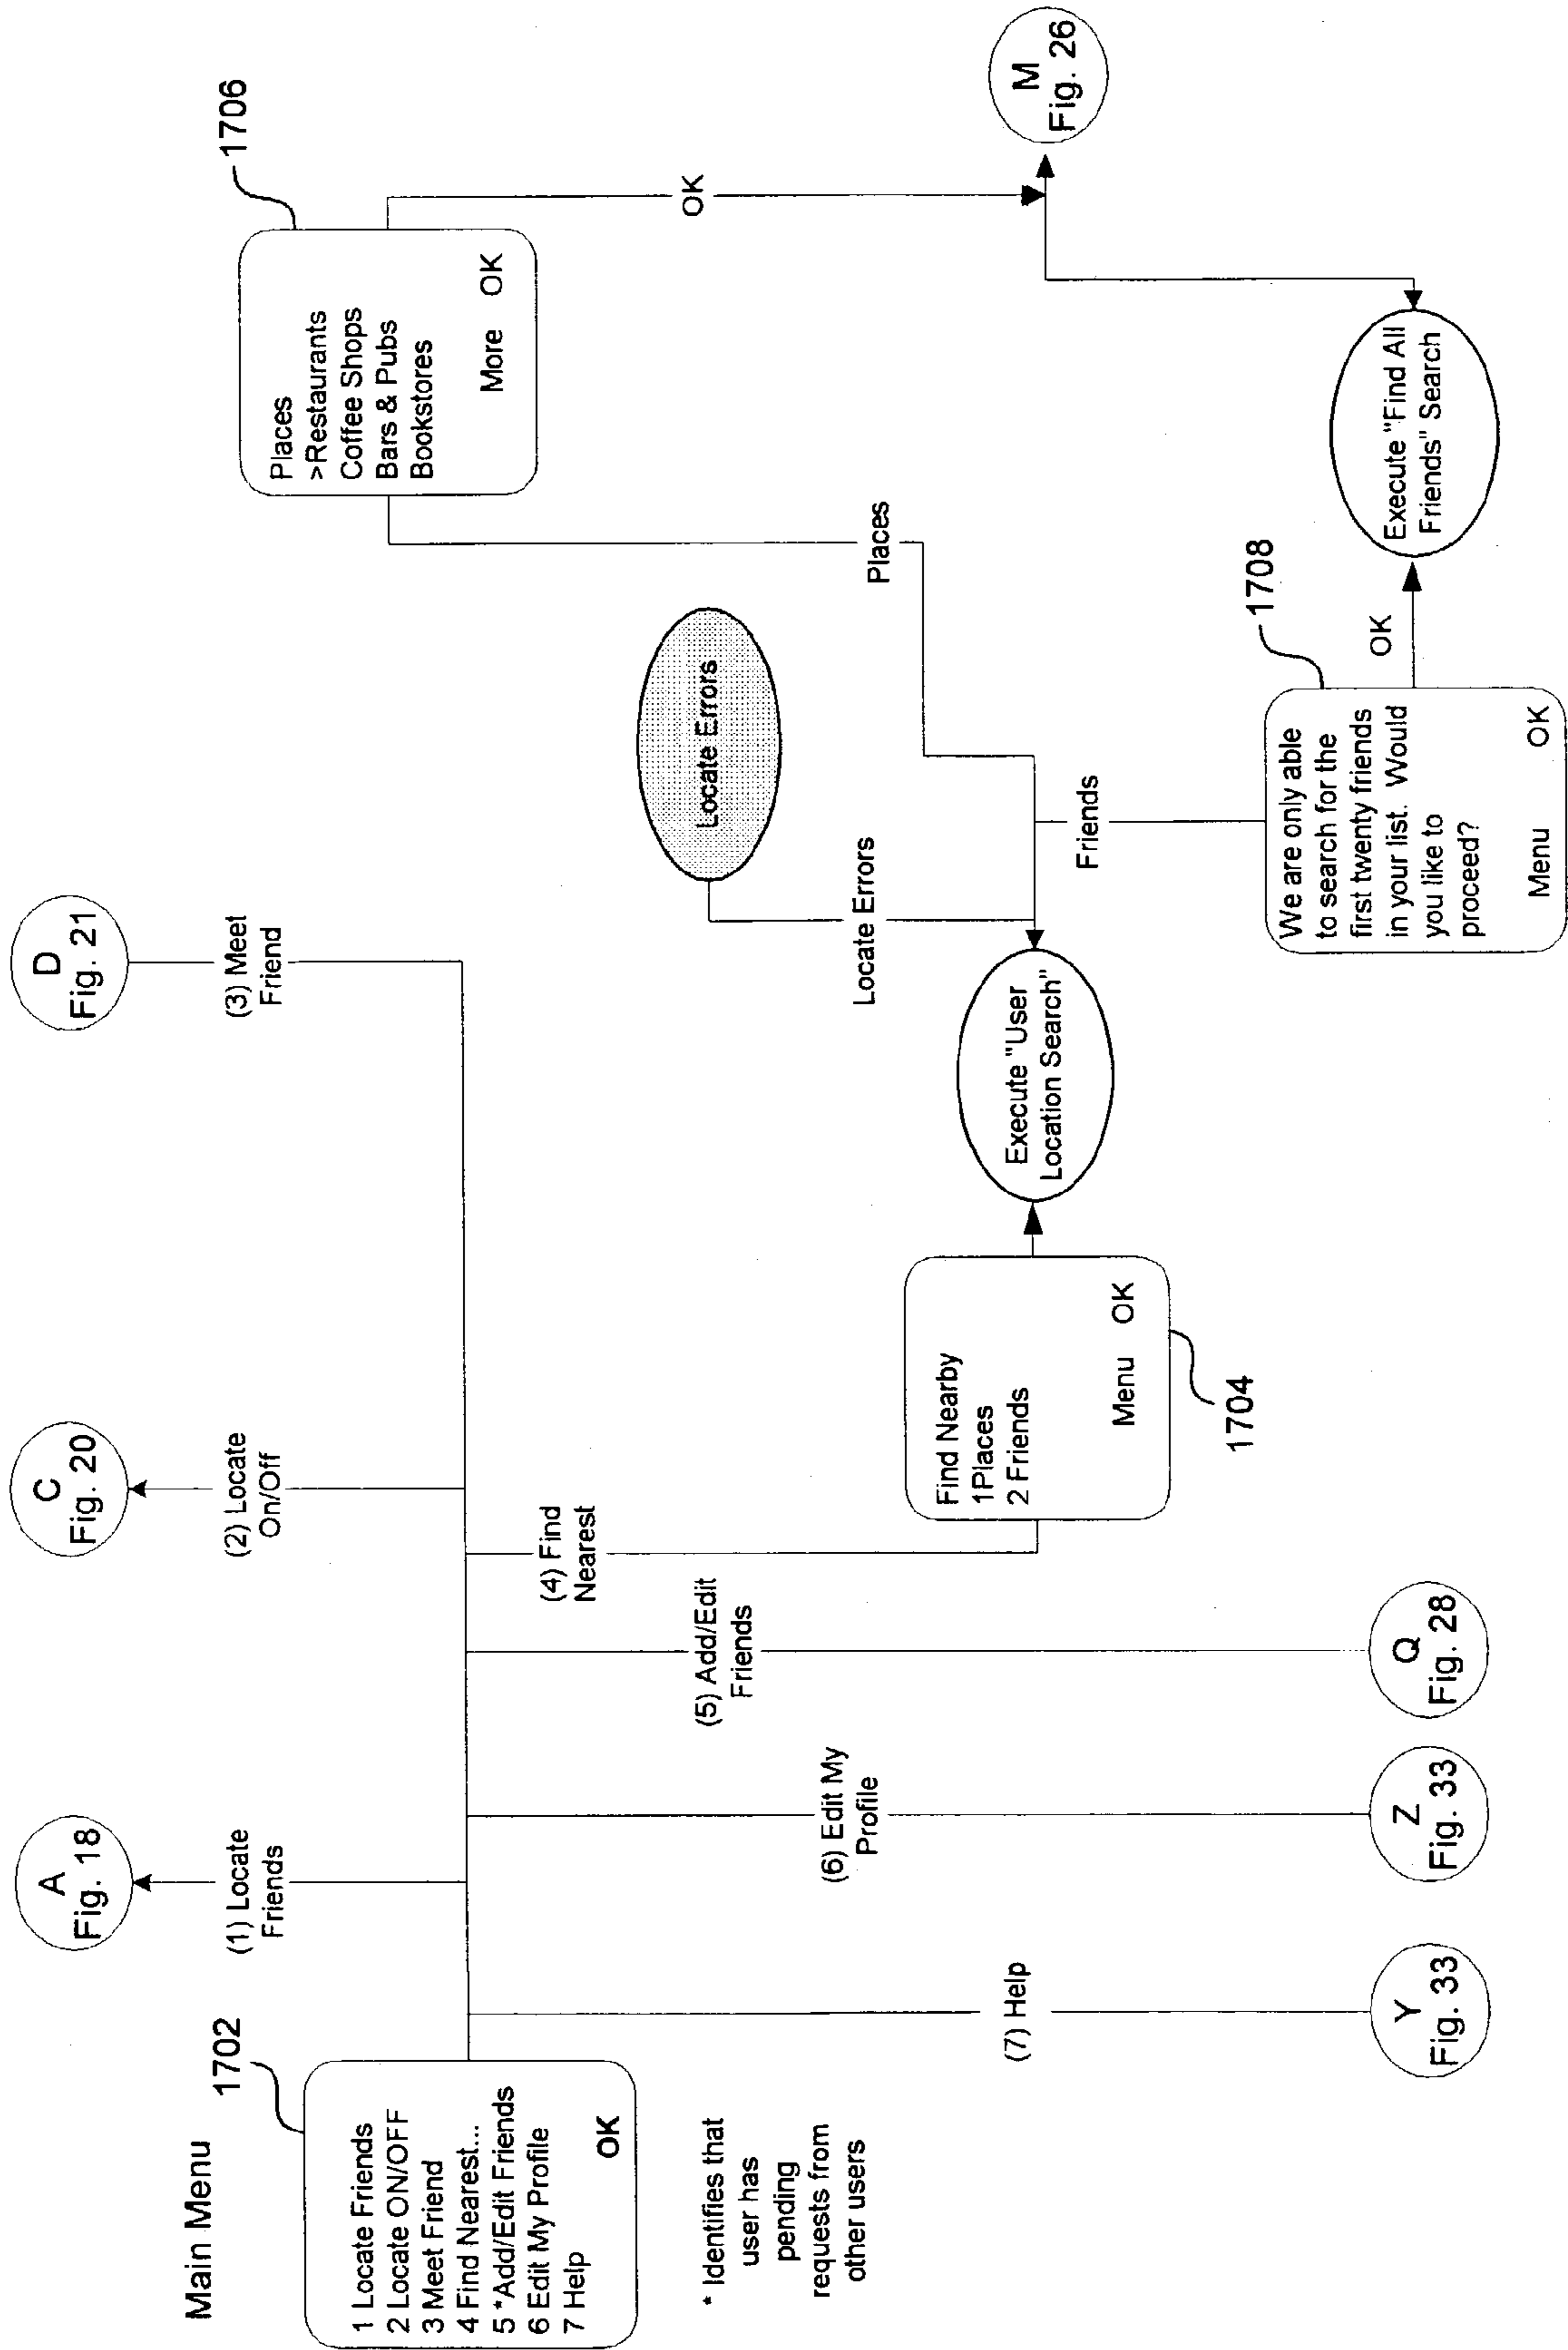 Main Menu
1702
1 Locate Friends
2 Locate ON/OFF
3 Meet Friend
4 Find Nearest...
5 *Add/Edit Friends
6 Edit My Profile
7 Help
OK
* Identifies that
user has
pending
requests from
other users
A
Fig. 18
(1) Locate
Friends
C
Fig. 20
(2) Locate
On/Off
D
Fig. 21
(3) Meet
Friend
(4) Find
Nearest
(5) Add/Edit
Friends
(6) Edit My
Profile
(7) Help
Y
Fig. 33
Z
Fig. 33
Q
Fig. 28
Find Nearby
1Places
2 Friends
Menu OK
1704
Execute "User
Location Search"
Locate Errors
Locate Errors
Places
Friends
1706
Places
>Restaurants
Coffee Shops
Bars & Pubs
Bookstores
More OK
OK
M
Fig. 26
1708
We are only able
to search for the
first twenty friends
in your list. Would
you like to
proceed?
Menu OK
OK
Execute "Find All
Friends" Search